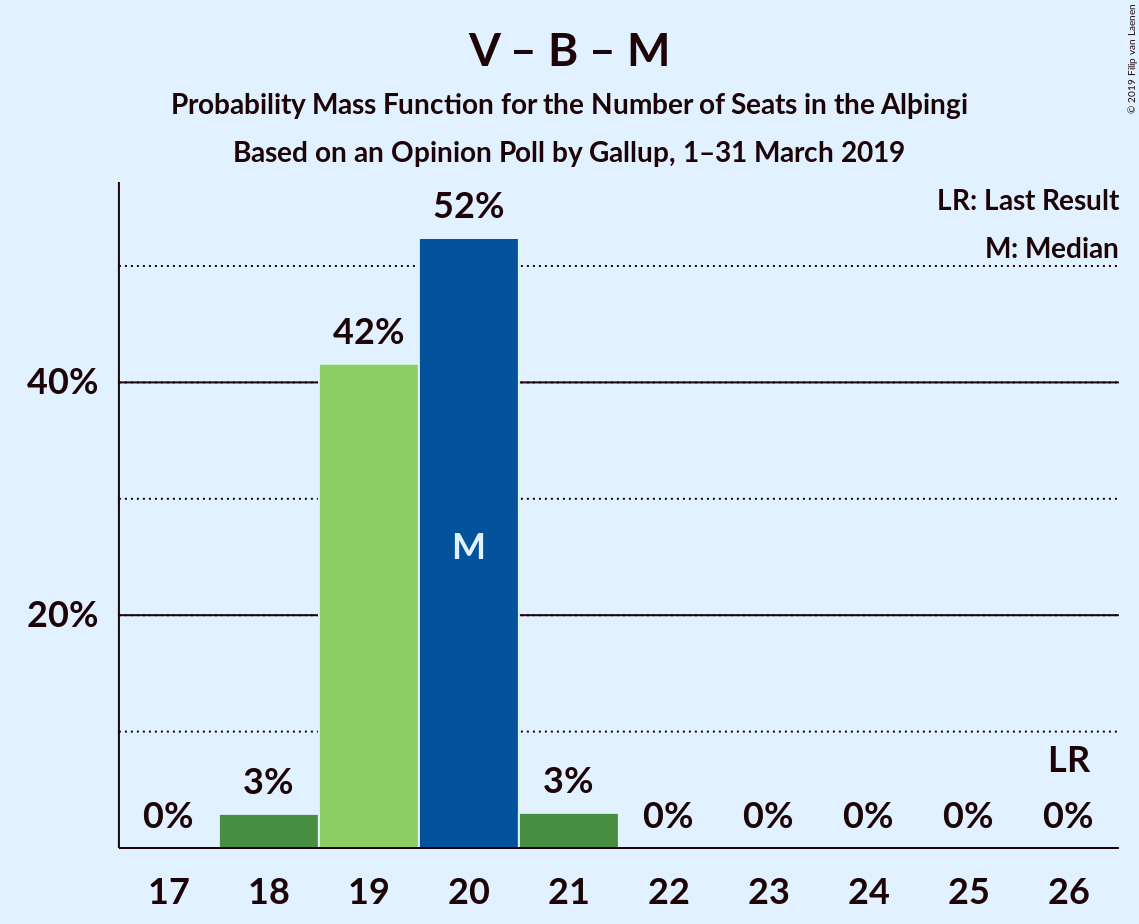 V – B – M
Probability Mass Function for the Number of Seats in the Alþingi
Based on an Opinion Poll by Gallup, 1–31 March 2019
© 2019 Filip van Laenen
LR: Last Result
M: Median
52%
42%
40%
M
20%
LR
0% 3% 3% 0% 0% 0% 0% 0%
17 18 19 20 21 22 23 24 25 26